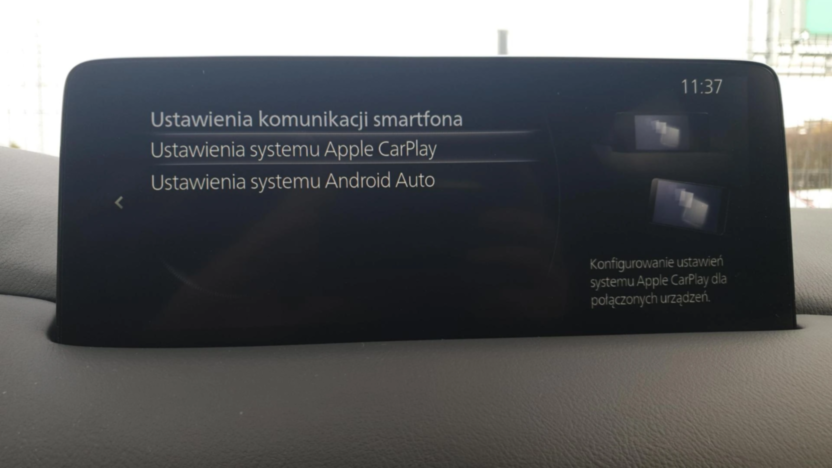 11:37
Ustawienia komunikacji smartfona
Ustawienia systemu Apple CarPlay
Ustawienia systemu Android Auto
Konfigurowanie ustawień
systemu Apple CarPlay dla
połączonych urządzeń.